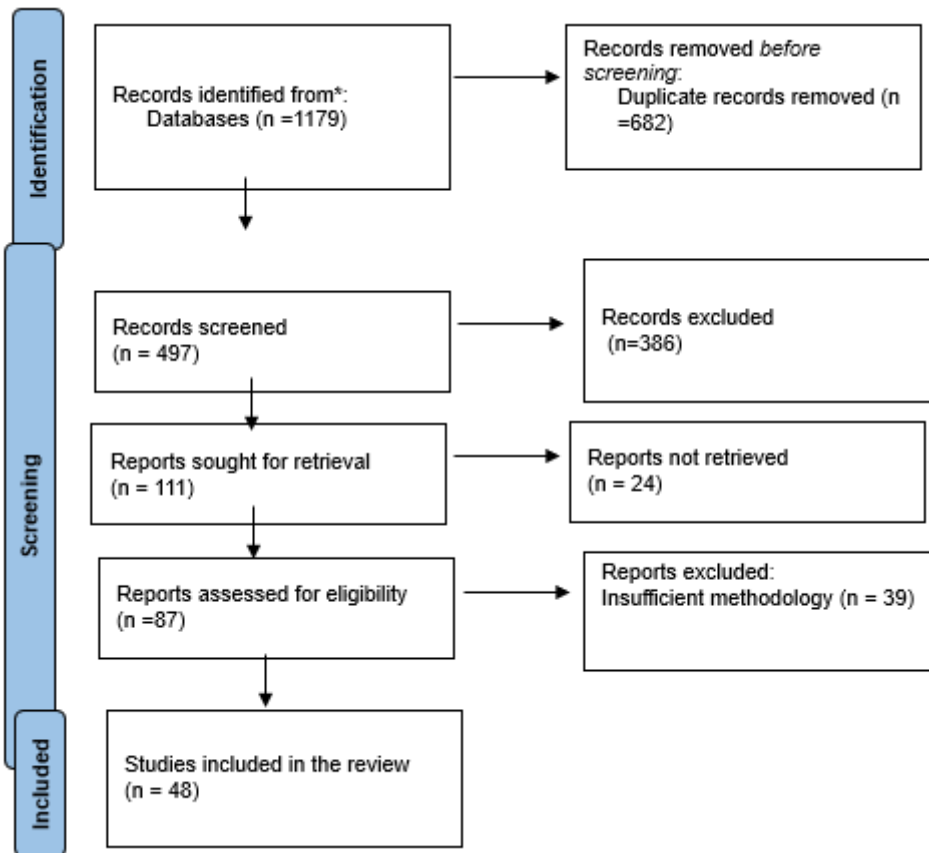 Identification
Records identified from*:
Databases (n =1179)
Records removed before
screening:
Duplicate records removed (n
=682)
Screening
Records screened
(n = 497)
Records excluded
(n=386)
Reports sought for retrieval
(n = 111)
Reports not retrieved
(n = 24)
Reports assessed for eligibility
(n =87)
Reports excluded:
Insufficient methodology (n = 39)
Included
Studies included in the review
(n = 48)